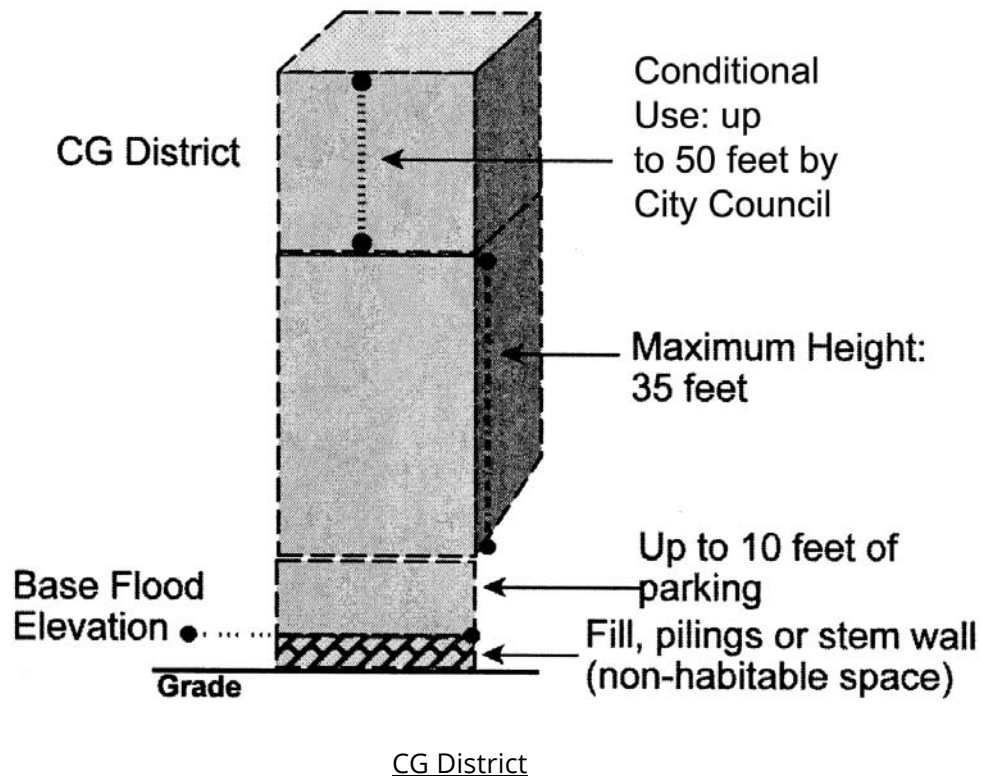 CG District
Conditional
Use: up
to 50 feet by
City Council
Maximum Height:
35 feet
Up to 10 feet of
parking
Base Flood
Elevation
Fill, pilings or stem wall
(non-habitable space)
Grade
CG District